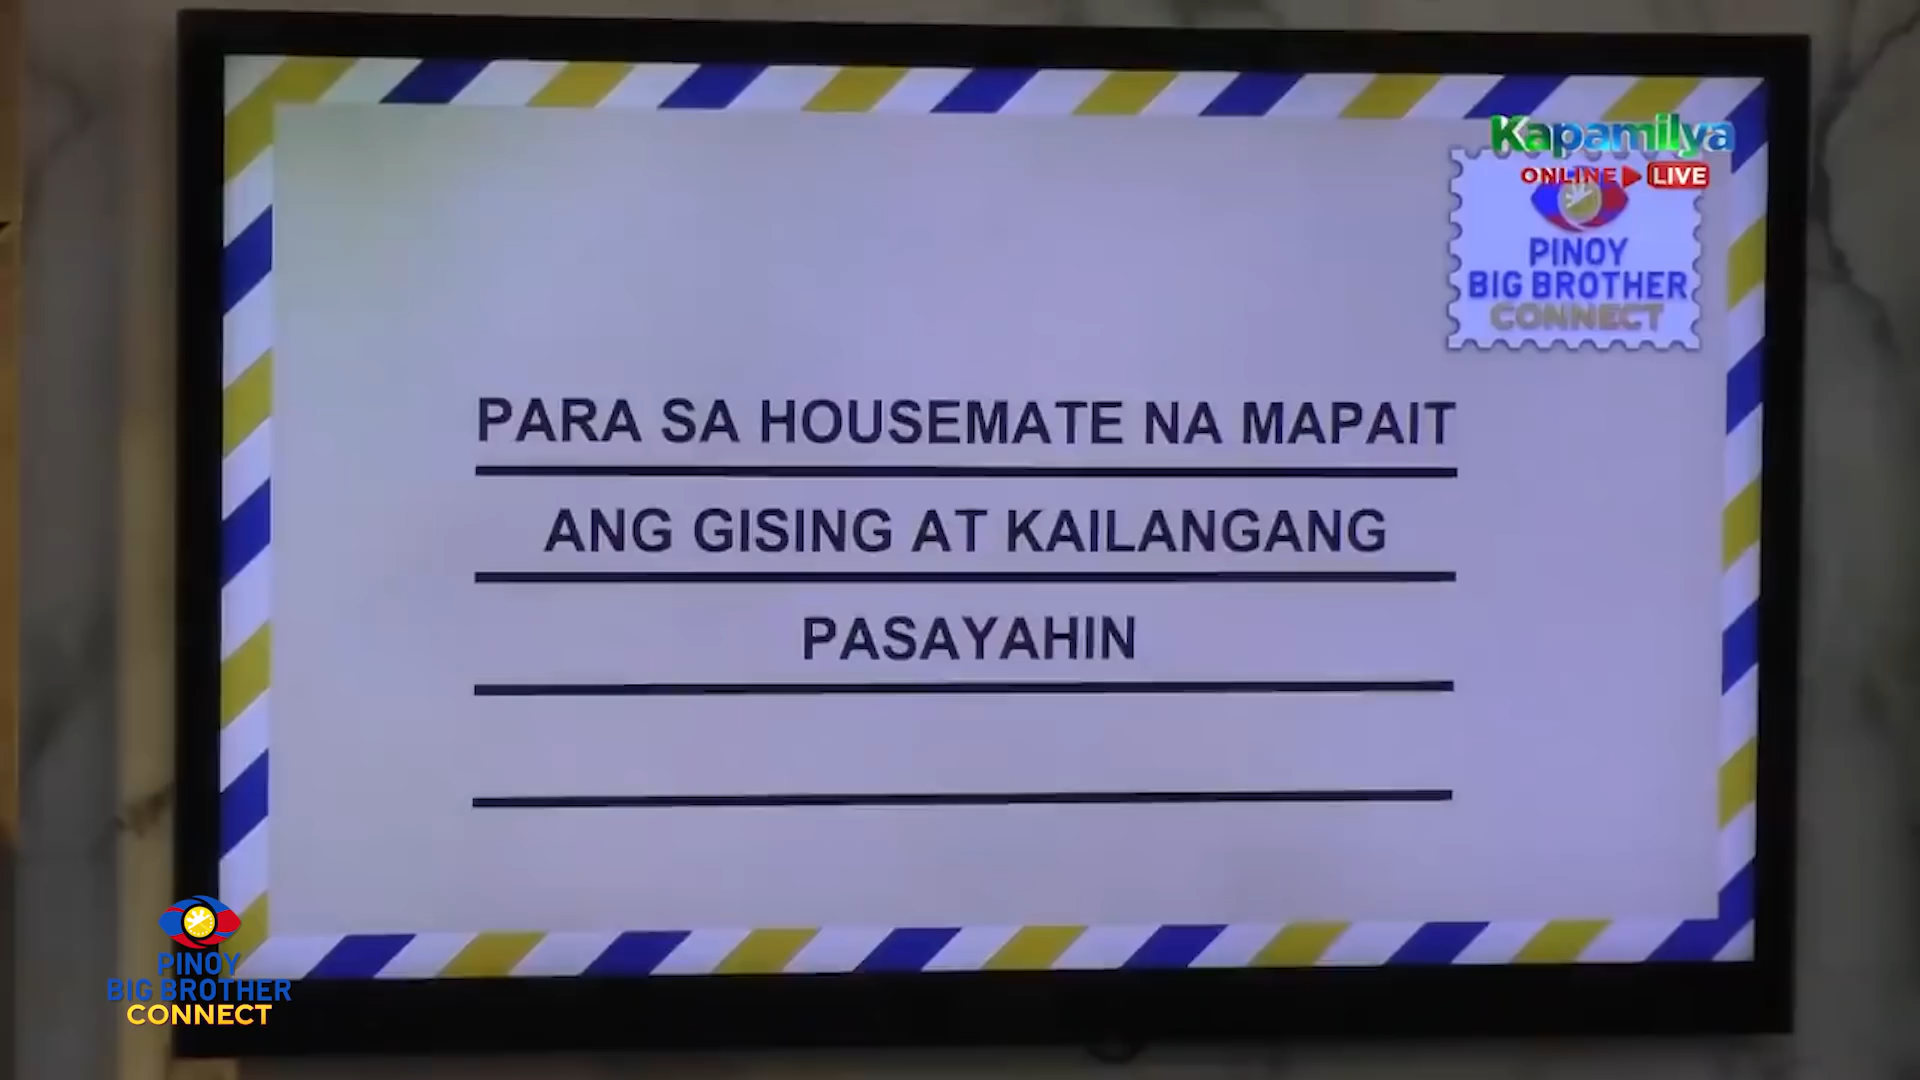 Kapamilya
ONLINE LIVE
PINOY
BIG BROTHER
CONNECT
PARA SA HOUSEMATE NA MAPAIT
ANG GISING AT KAILANGANG
PASAYAHIN
PINOY
BIG BROTHER
CONNECT